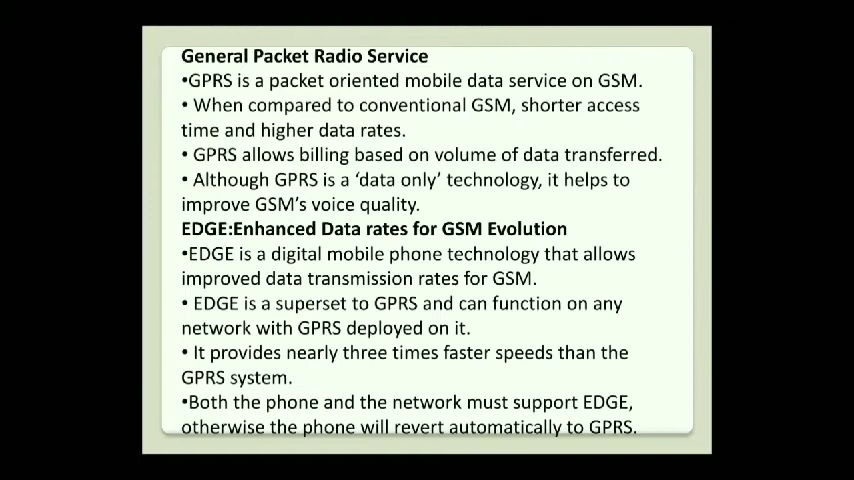 General Packet Radio Service
•GPRS is a packet oriented mobile data service on GSM.
• When compared to conventional GSM, shorter access
time and higher data rates.
• GPRS allows billing based on volume of data transferred.
• Although GPRS is a ‘data only’ technology, it helps to
improve GSM’s voice quality.
EDGE:Enhanced Data rates for GSM Evolution
•EDGE is a digital mobile phone technology that allows
improved data transmission rates for GSM.
• EDGE is a superset to GPRS and can function on any
network with GPRS deployed on it.
• It provides nearly three times faster speeds than the
GPRS system.
•Both the phone and the network must support EDGE,
otherwise the phone will revert automatically to GPRS.